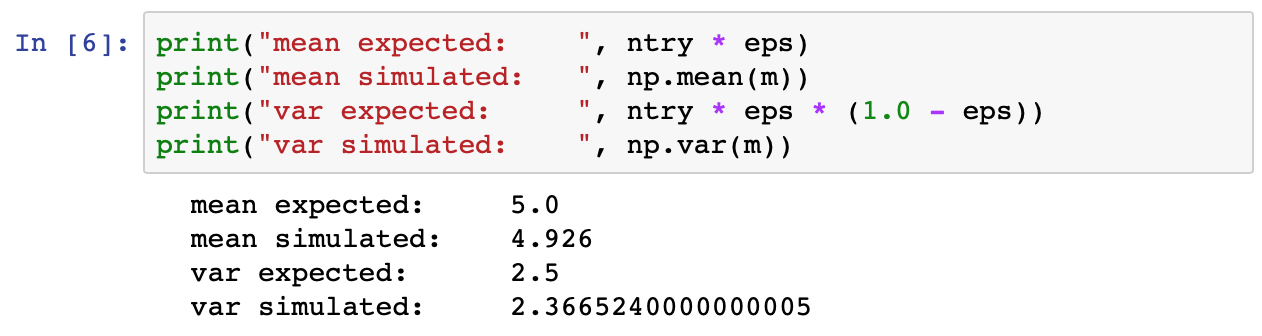 In [6]: print("mean expected:    ", ntry * eps)
print("mean simulated:   ", np.mean(m))
print("var expected:     ", ntry * eps * (1.0 - eps))
print("var simulated:    ", np.var(m))
mean expected:     5.0
mean simulated:    4.926
var expected:      2.5
var simulated:     2.3665240000000005